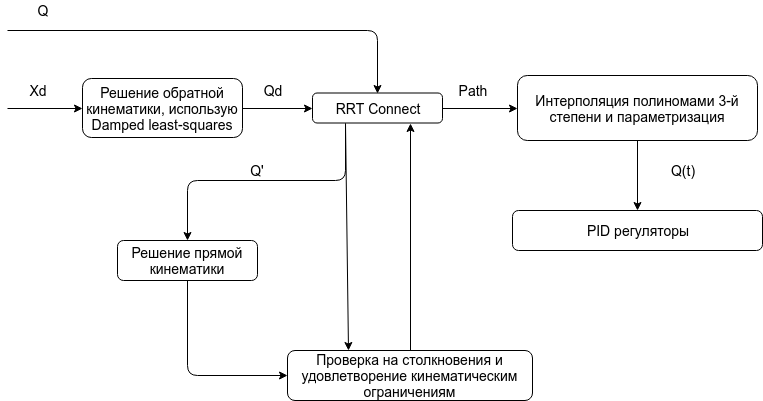 Q
Xd
Решение обратной
кинематики, использую
Damped least-squares
Qd
RRT Connect
Path
Интерполяция полиномами 3-й
степени и параметризация
Q'
Q(t)
Решение прямой
кинематики
PID регуляторы
Проверка на столкновения и
удовлетворение кинематическим
ограничениям